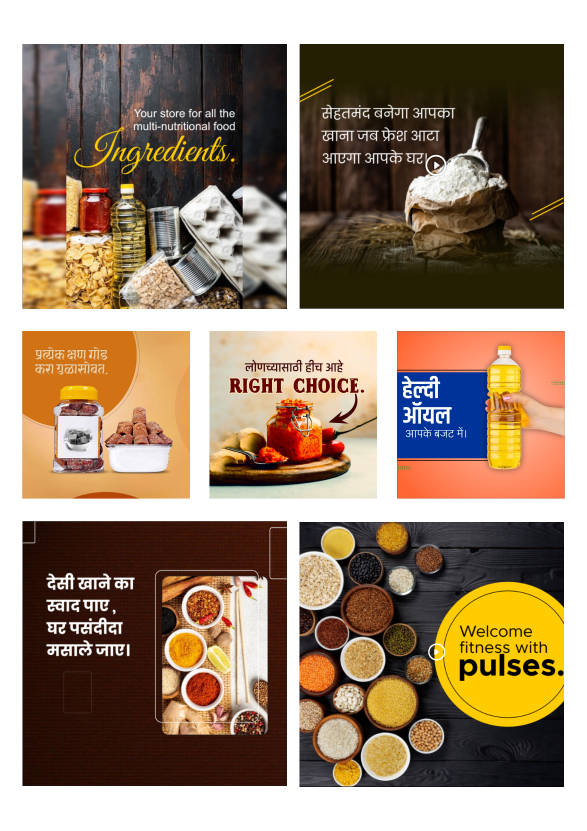 Your store for all the
multi-nutritional food
Ingredients.
सेहतमंद बनेगा आपका
खाना जब फ्रेश आटा
आएगा आपके घर।
प्रत्येक क्षण गोड
करा गुळासोबत.
लोणच्यासाठी हीच आहे
RIGHT CHOICE.
हेल्दी
ऑयल
आपके बजट में।
देसी खाने का
स्वाद पाए ,
घर पसंदीदा
मसाले जाए।
Welcome
fitness with
pulses.